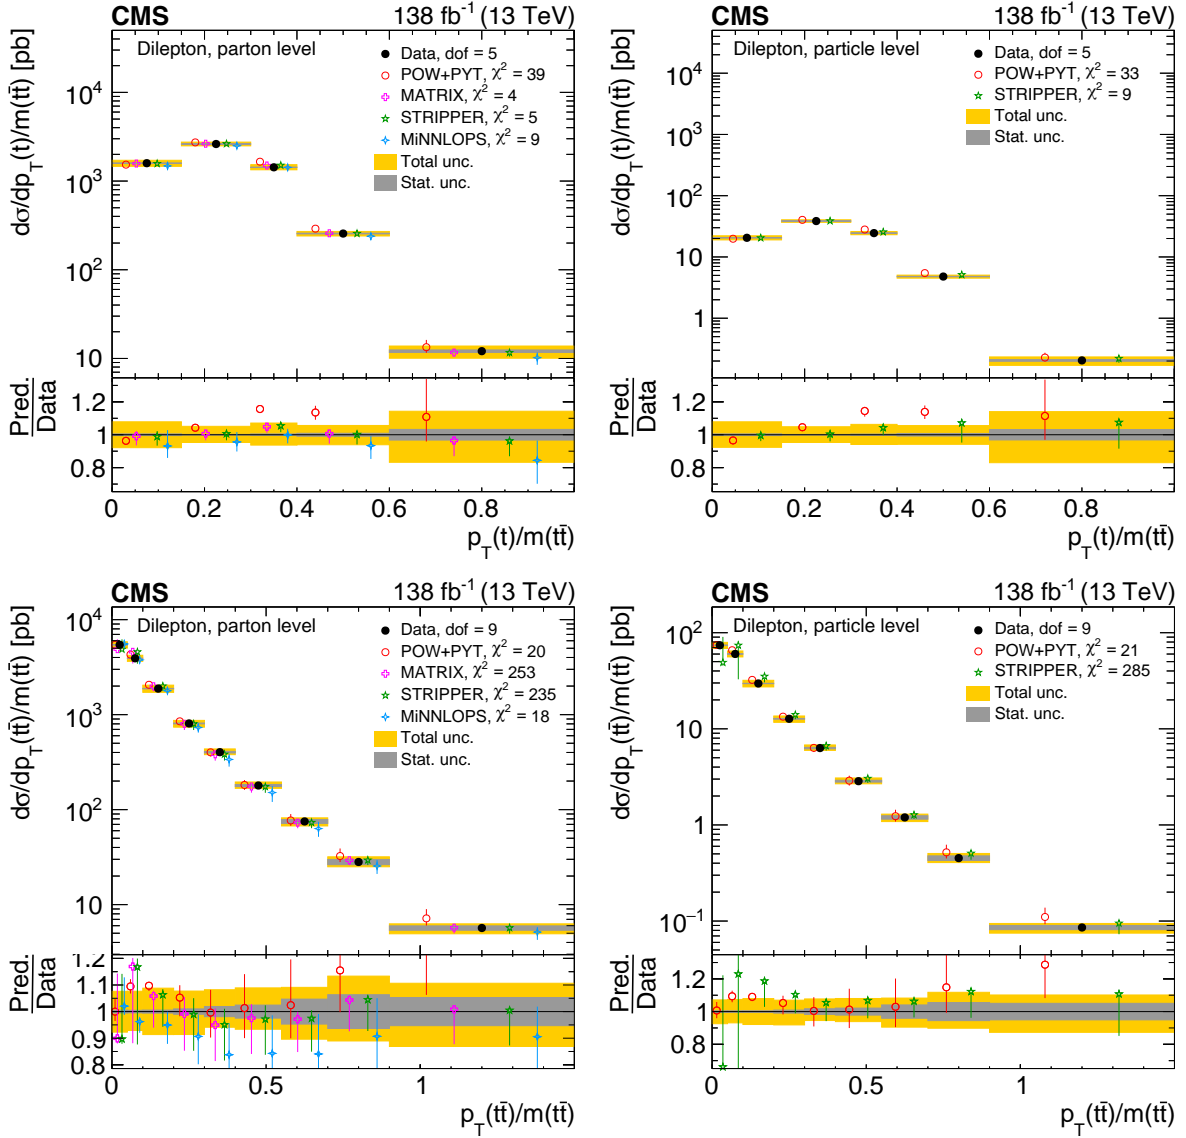 CMS 138 fb⁻¹ (13 TeV)
Dilepton, parton level
Data, dof = 5
POW+PYT, χ² = 39
MATRIX, χ² = 4
STRIPPER, χ² = 5
MiNNLOPS, χ² = 9
Total unc.
Stat. unc.
dσ/dp_T(t)/m(tt̄) [pb]
10⁴
10³
10²
10
Pred.
Data
1.2
1
0.8
0 0.2 0.4 0.6 0.8
p_T(t)/m(tt̄)
CMS 138 fb⁻¹ (13 TeV)
Dilepton, particle level
Data, dof = 5
POW+PYT, χ² = 33
STRIPPER, χ² = 9
Total unc.
Stat. unc.
dσ/dp_T(t)/m(tt̄) [pb]
10⁴
10³
10²
10
1
Pred.
Data
1.2
1
0.8
0 0.2 0.4 0.6 0.8
p_T(t)/m(tt̄)
CMS 138 fb⁻¹ (13 TeV)
Dilepton, parton level
Data, dof = 9
POW+PYT, χ² = 20
MATRIX, χ² = 253
STRIPPER, χ² = 235
MiNNLOPS, χ² = 18
Total unc.
Stat. unc.
dσ/dp_T(tt̄)/m(tt̄) [pb]
10⁴
10³
10²
10
Pred.
Data
1.2
1.1
1
0.9
0.8
0 0.5 1
p_T(tt̄)/m(tt̄)
CMS 138 fb⁻¹ (13 TeV)
Dilepton, particle level
Data, dof = 9
POW+PYT, χ² = 21
STRIPPER, χ² = 285
Total unc.
Stat. unc.
dσ/dp_T(tt̄)/m(tt̄) [pb]
10²
10
1
10⁻¹
Pred.
Data
1.2
1
0.8
0 0.5 1
p_T(tt̄)/m(tt̄)